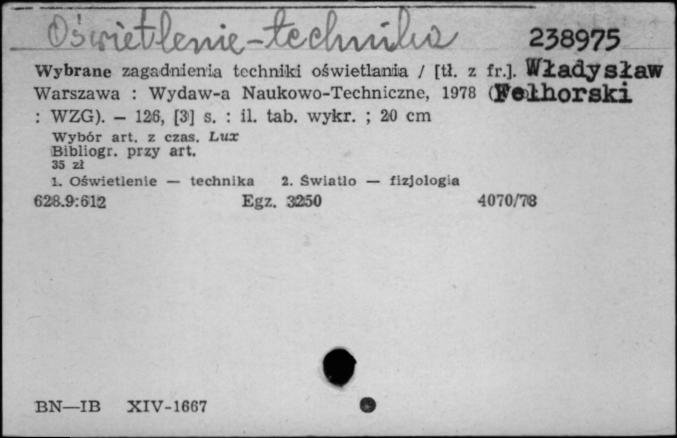 Oświetlenie-technika 238975
Wybrane zagadnienia techniki oświetlania / [tł. z fr.]. Władysław
Warszawa : Wydaw-a Naukowo-Techniczne, 1978 (Felhorski
: WZG). — 126, [3] s. : il. tab. wykr. ; 20 cm
Wybór art. z czas. Lux
Bibliogr. przy art.
35 zł
1. Oświetlenie — technika 2. Światło — fizjologia
628.9:612 Egz. 3250 4070/78
BN—IB XIV-1667